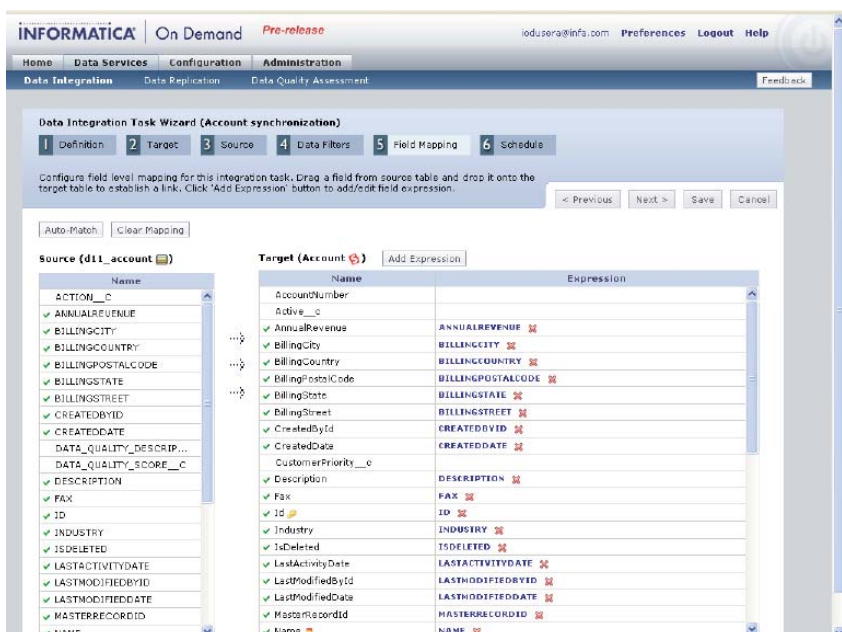 INFORMATICA On Demand Pre-release
iodusera@infa.com Preferences Logout Help
Home Data Services Configuration Administration
Data Integration Data Replication Data Quality Assessment Feedback
Data Integration Task Wizard (Account synchronization)
1 Definition 2 Target 3 Source 4 Data Filters 5 Field Mapping 6 Schedule
Configure field level mapping for this integration task. Drag a field from source table and drop it onto the
target table to establish a link. Click 'Add Expression' button to add/edit field expression.
< Previous Next > Save Cancel
Auto-Match Clear Mapping
Source (d11_account) Target (Account) Add Expression
Name
ACTION__C
ANNUALREVENUE
BILLINGCITY
BILLINGCOUNTRY
BILLINGPOSTALCODE
BILLINGSTATE
BILLINGSTREET
CREATEDBYID
CREATEDDATE
DATA_QUALITY_DESCRIP...
DATA_QUALITY_SCORE__C
DESCRIPTION
FAX
ID
INDUSTRY
ISDELETED
LASTACTIVITYDATE
LASTMODIFIEDBYID
LASTMODIFIEDDATE
MASTERRECORDID
NAME
Name Expression
AccountNumber
Active__c
AnnualRevenue ANNUALREVENUE
BillingCity BILLINGCITY
BillingCountry BILLINGCOUNTRY
BillingPostalCode BILLINGPOSTALCODE
BillingState BILLINGSTATE
BillingStreet BILLINGSTREET
CreatedById CREATEDBYID
CreatedDate CREATEDDATE
CustomerPriority__c
Description DESCRIPTION
Fax FAX
Id ID
Industry INDUSTRY
IsDeleted ISDELETED
LastActivityDate LASTACTIVITYDATE
LastModifiedById LASTMODIFIEDBYID
LastModifiedDate LASTMODIFIEDDATE
MasterRecordId MASTERRECORDID
Name NAME